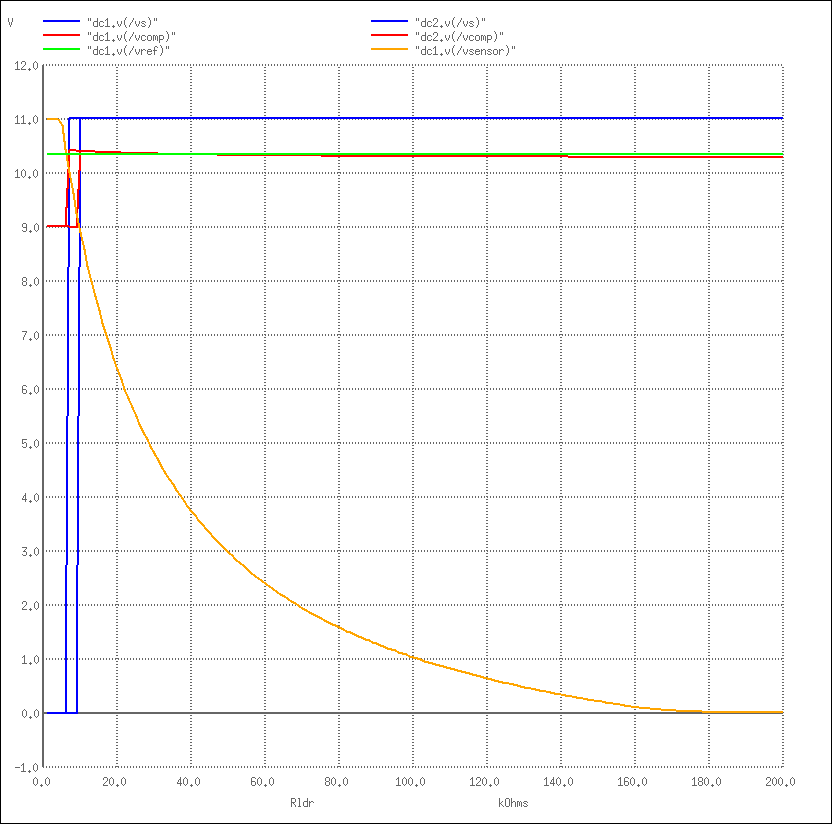 V "dc1.v(/vs)" "dc2.v(/vs)"
"dc1.v(/vcomp)" "dc2.v(/vcomp)"
"dc1.v(/vref)" "dc1.v(/vsensor)"
12.0
11.0
10.0
9.0
8.0
7.0
6.0
5.0
4.0
3.0
2.0
1.0
0.0
-1.0
0.0 20.0 40.0 60.0 80.0 100.0 120.0 140.0 160.0 180.0 200.0
Rldr kOhms